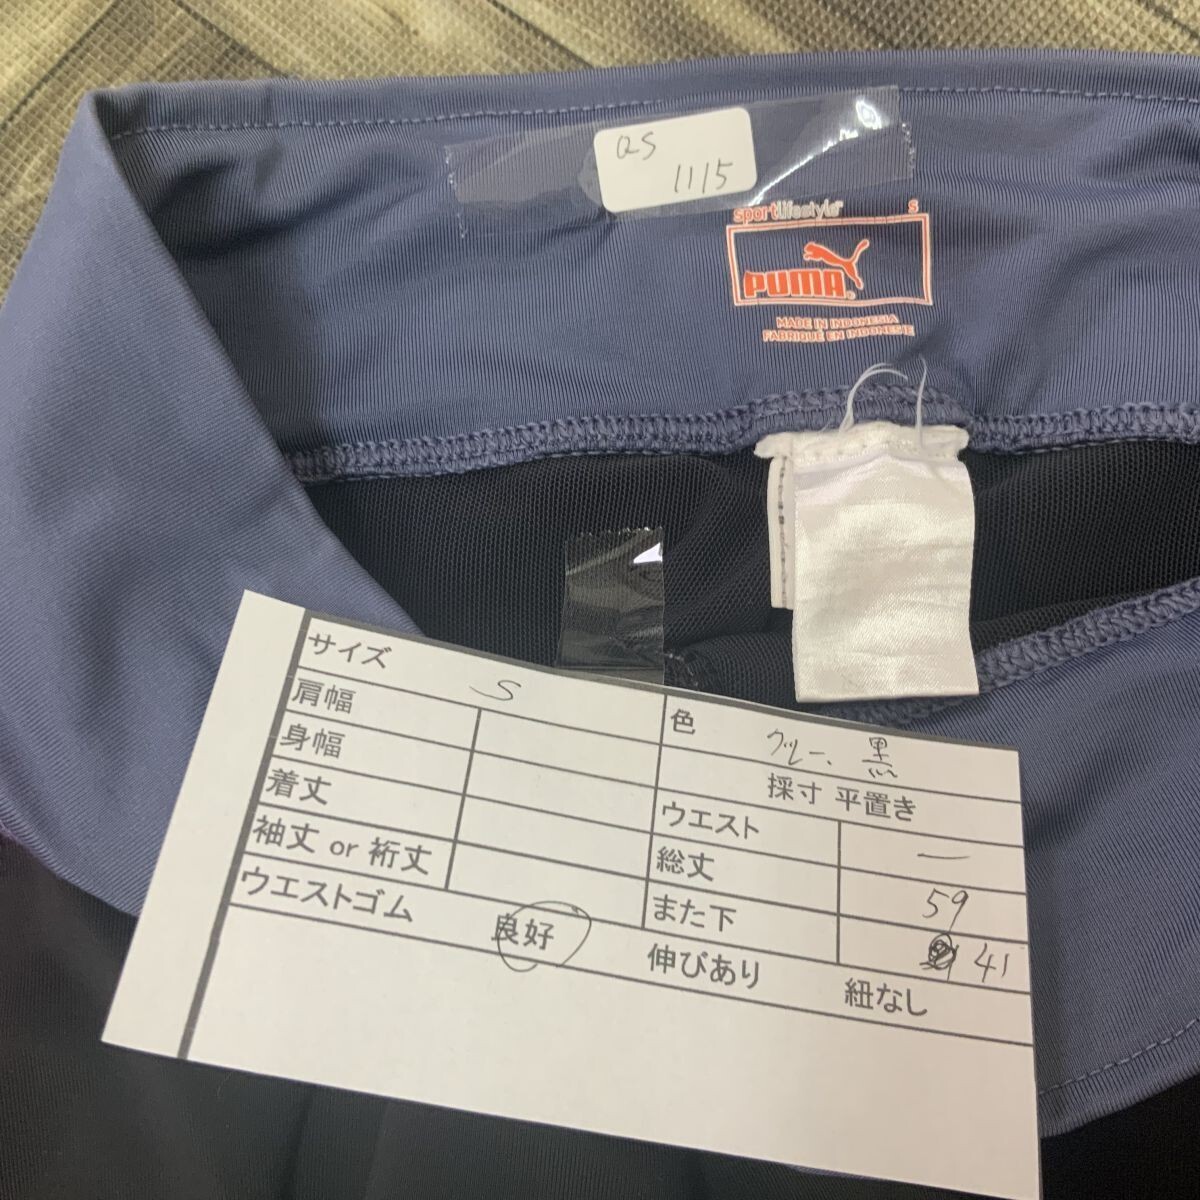 QS
1115
sportlifestyle S
PUMA
MADE IN INDONESIA
FABRIQUÉ EN INDONESIE
サイズ S
肩幅
身幅
着丈
袖丈 or 裄丈
ウエストゴム 良好 伸びあり 紐なし
色 グレー、黒
採寸 平置き
ウエスト ー
総丈 59
また下 41